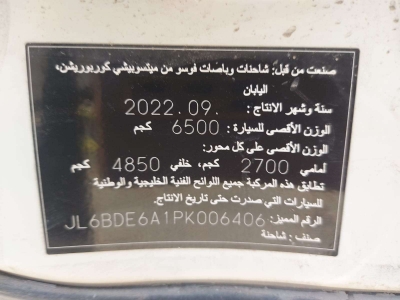 صنعت من قبل: شاحنات وباصات فوسو من ميتسوبيشي كوربوريشن،
اليابان
سنة وشهر الانتاج : 2022.09.
الوزن الأقصى للسيارة : 6500 كجم
الوزن الأقصى على كل محور:
أمامي 2700 كجم، خلفي 4850 كجم
تطابق هذه المركبة جميع اللوائح الفنية الخليجية والوطنية
للسيارات التي صدرت حتى تاريخ الانتاج.
الرقم المميز: JL6BDE6A1PK006406
صنف : شاحنة